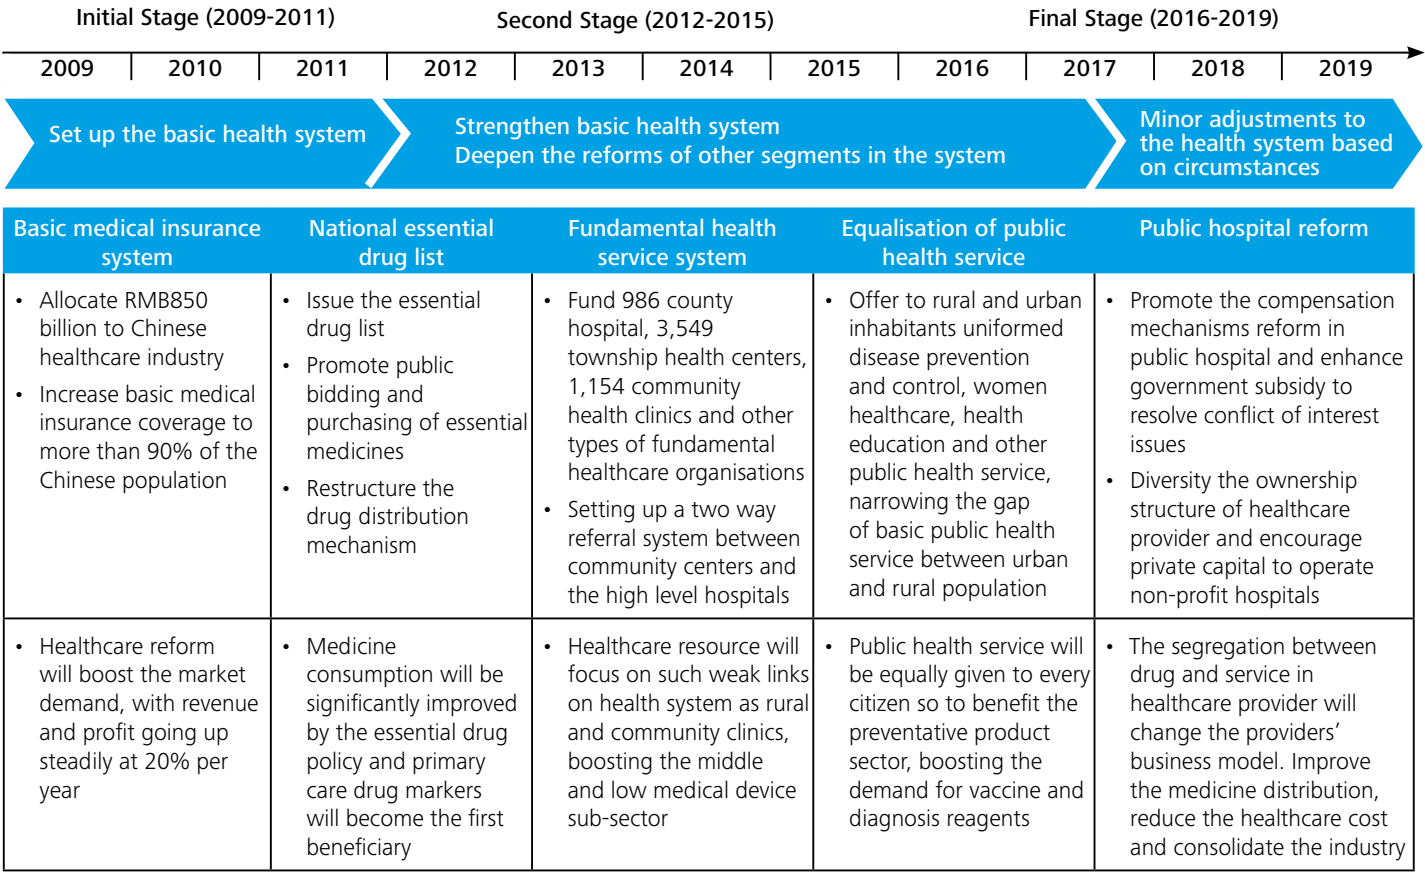 Initial Stage (2009-2011)
Second Stage (2012-2015)
Final Stage (2016-2019)
2009
2010
2011
2012
2013
2014
2015
2016
2017
2018
2019
Set up the basic health system
Strengthen basic health system
Deepen the reforms of other segments in the system
Minor adjustments to
the health system based
on circumstances
Basic medical insurance
system
National essential
drug list
Fundamental health
service system
Equalisation of public
health service
Public hospital reform
• Allocate RMB850
billion to Chinese
healthcare industry
• Increase basic medical
insurance coverage to
more than 90% of the
Chinese population
• Issue the essential
drug list
• Promote public
bidding and
purchasing of essential
medicines
• Restructure the
drug distribution
mechanism
• Fund 986 county
hospital, 3,549
township health centers,
1,154 community
health clinics and other
types of fundamental
healthcare organisations
• Setting up a two way
referral system between
community centers and
the high level hospitals
• Offer to rural and urban
inhabitants uniformed
disease prevention
and control, women
healthcare, health
education and other
public health service,
narrowing the gap
of basic public health
service between urban
and rural population
• Promote the compensation
mechanisms reform in
public hospital and enhance
government subsidy to
resolve conflict of interest
issues
• Diversity the ownership
structure of healthcare
provider and encourage
private capital to operate
non-profit hospitals
• Healthcare reform
will boost the market
demand, with revenue
and profit going up
steadily at 20% per
year
• Medicine
consumption will be
significantly improved
by the essential drug
policy and primary
care drug markers
will become the first
beneficiary
• Healthcare resource will
focus on such weak links
on health system as rural
and community clinics,
boosting the middle
and low medical device
sub-sector
• Public health service will
be equally given to every
citizen so to benefit the
preventative product
sector, boosting the
demand for vaccine and
diagnosis reagents
• The segregation between
drug and service in
healthcare provider will
change the providers’
business model. Improve
the medicine distribution,
reduce the healthcare cost
and consolidate the industry